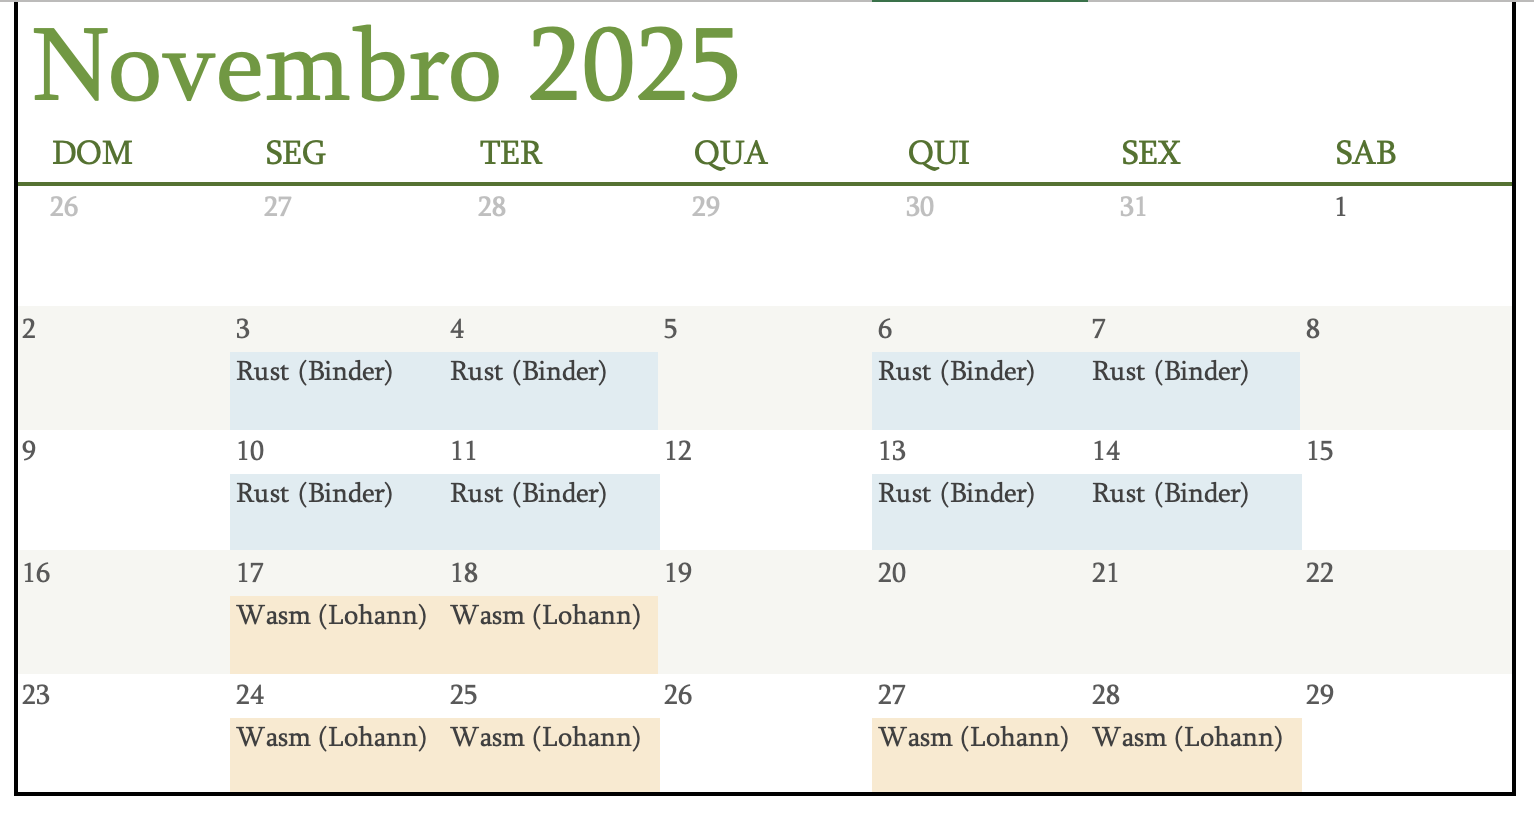 Novembro 2025
DOM SEG TER QUA QUI SEX SAB
26 27 28 29 30 31 1
2 3 4 5 6 7 8
Rust (Binder) Rust (Binder) Rust (Binder) Rust (Binder)
9 10 11 12 13 14 15
Rust (Binder) Rust (Binder) Rust (Binder) Rust (Binder)
16 17 18 19 20 21 22
Wasm (Lohann) Wasm (Lohann)
23 24 25 26 27 28 29
Wasm (Lohann) Wasm (Lohann) Wasm (Lohann) Wasm (Lohann)